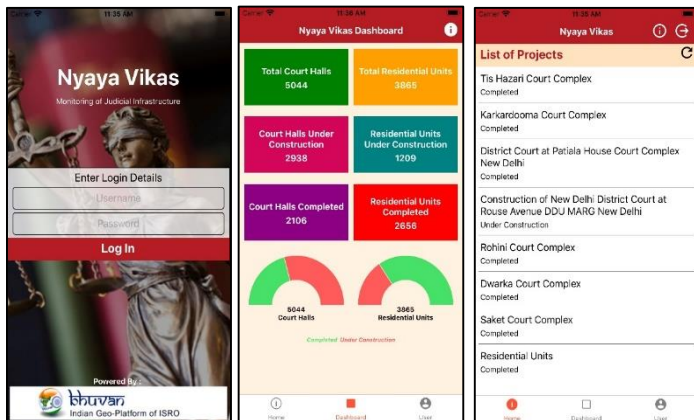 Carrier
11:35 AM
Nyaya Vikas
Monitoring of Judicial Infrastructure
Enter Login Details
Username
Password
Log In
Powered By :
bhuvan
Indian Geo-Platform of ISRO
Carrier
11:36 AM
Nyaya Vikas Dashboard
Total Court Halls
5044
Total Residential Units
3865
Court Halls Under
Construction
2938
Residential Units
Under Construction
1209
Court Halls Completed
2106
Residential Units
Completed
2656
5044
Court Halls
3865
Residential Units
Completed Under Construction
Home
Dashboard
User
Carrier
11:35 AM
Nyaya Vikas
List of Projects
Tis Hazari Court Complex
Completed
Karkardooma Court Complex
Completed
District Court at Patiala House Court Complex
New Delhi
Completed
Construction of New Delhi District Court at
Rouse Avenue DDU MARG New Delhi
Under Construction
Rohini Court Complex
Completed
Dwarka Court Complex
Completed
Saket Court Complex
Completed
Residential Units
Completed
Home
Dashboard
User